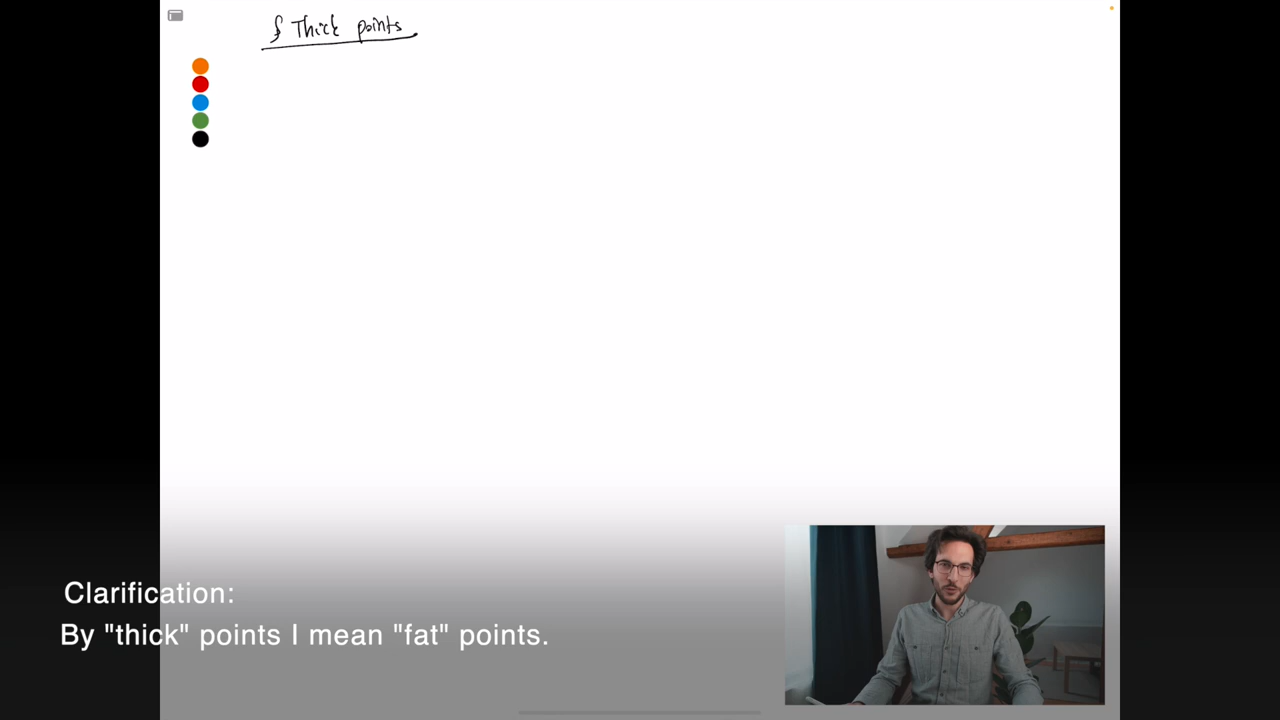 § Thick points
Clarification:
By "thick" points I mean "fat" points.